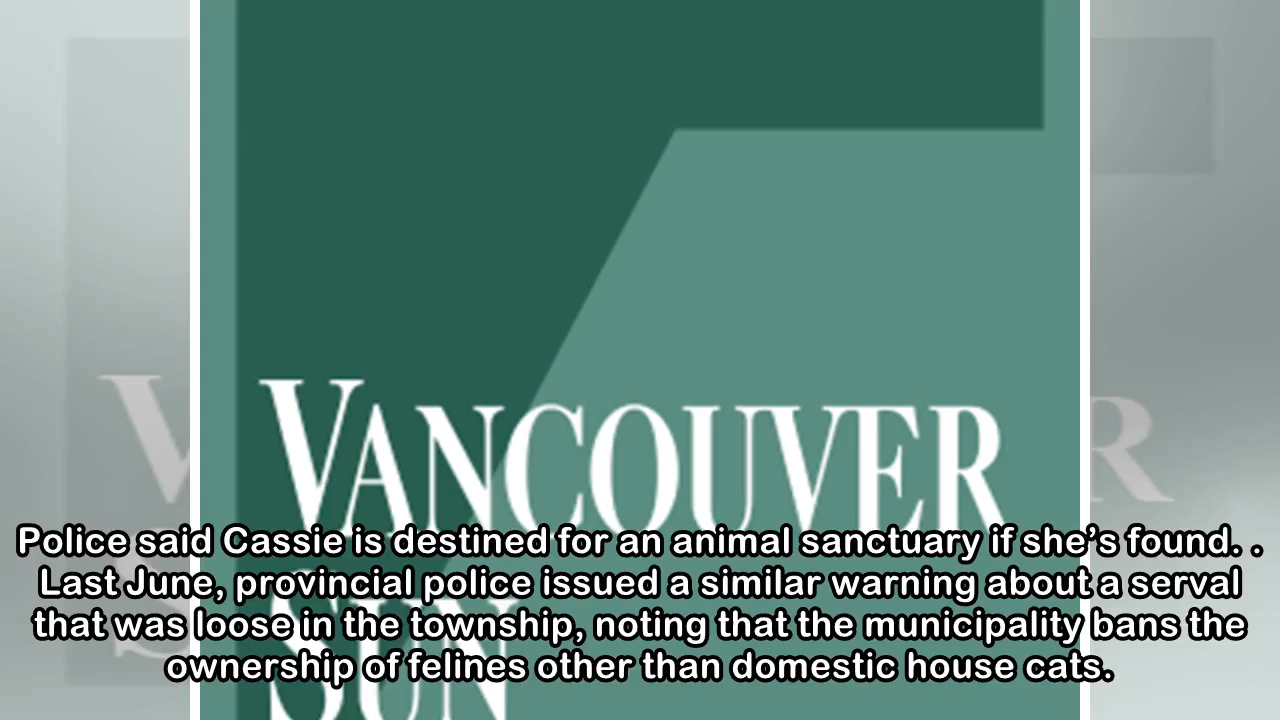 VANCOUVER
SUN
Police said Cassie is destined for an animal sanctuary if she’s found. .
Last June, provincial police issued a similar warning about a serval
that was loose in the township, noting that the municipality bans the
ownership of felines other than domestic house cats.